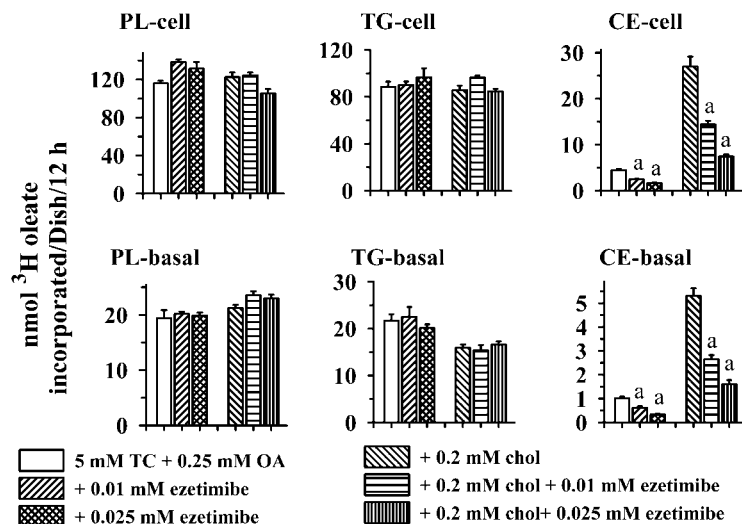 PL-cell TG-cell CE-cell
120
80
40
0
120
80
40
0
30
20
10
0
a a a a
PL-basal TG-basal CE-basal
20
10
0
30
20
10
0
5
4
3
2
1
0
a a a a
nmol ³H oleate
incorporated/Dish/12 h
5 mM TC + 0.25 mM OA
+ 0.01 mM ezetimibe
+ 0.025 mM ezetimibe
+ 0.2 mM chol
+ 0.2 mM chol + 0.01 mM ezetimibe
+ 0.2 mM chol+ 0.025 mM ezetimibe